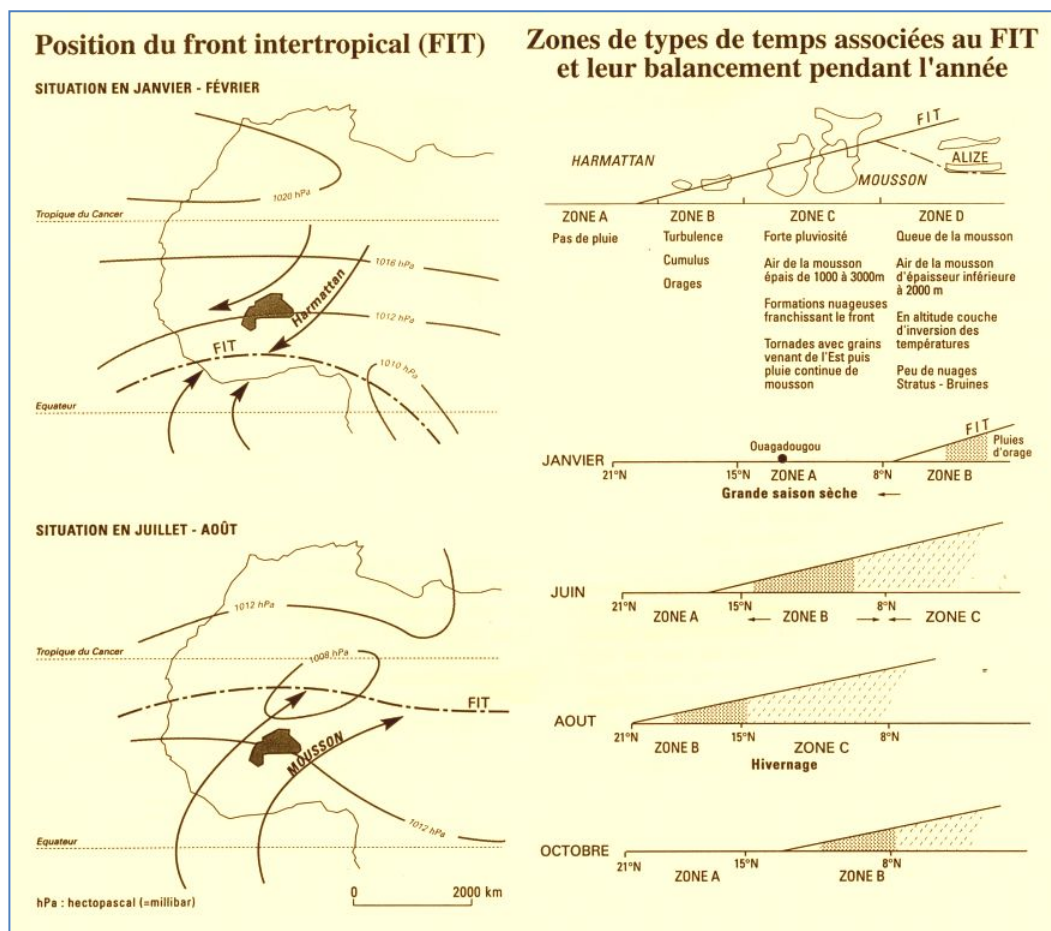 Position du front intertropical (FIT)
SITUATION EN JANVIER - FÉVRIER
1020 hPa
Tropique du Cancer
1016 hPa
Harmattan
1012 hPa
FIT
1010 hPa
Equateur
SITUATION EN JUILLET - AOÛT
1012 hPa
Tropique du Cancer
1008 hPa
FIT
MOUSSON
1012 hPa
Equateur
0 2000 km
hPa : hectopascal (=millibar)
Zones de types de temps associées au FIT
et leur balancement pendant l'année
FIT
HARMATTAN
ALIZE
MOUSSON
ZONE A ZONE B ZONE C ZONE D
Pas de pluie
Turbulence
Cumulus
Orages
Forte pluviosité
Air de la mousson
épais de 1000 à 3000m
Formations nuageuses
franchissant le front
Tornades avec grains
venant de l'Est puis
pluie continue de
mousson
Queue de la mousson
Air de la mousson
d'épaisseur inférieure
à 2000 m
En altitude couche
d'inversion des
températures
Peu de nuages
Stratus - Bruines
FIT
Pluies
d'orage
Ouagadougou
JANVIER
21°N 15°N ZONE A 8°N ZONE B
Grande saison sèche
JUIN
21°N ZONE A 15°N ZONE B 8°N ZONE C
AOUT
21°N ZONE B 15°N ZONE C 8°N
Hivernage
OCTOBRE
21°N ZONE A 15°N ZONE B 8°N